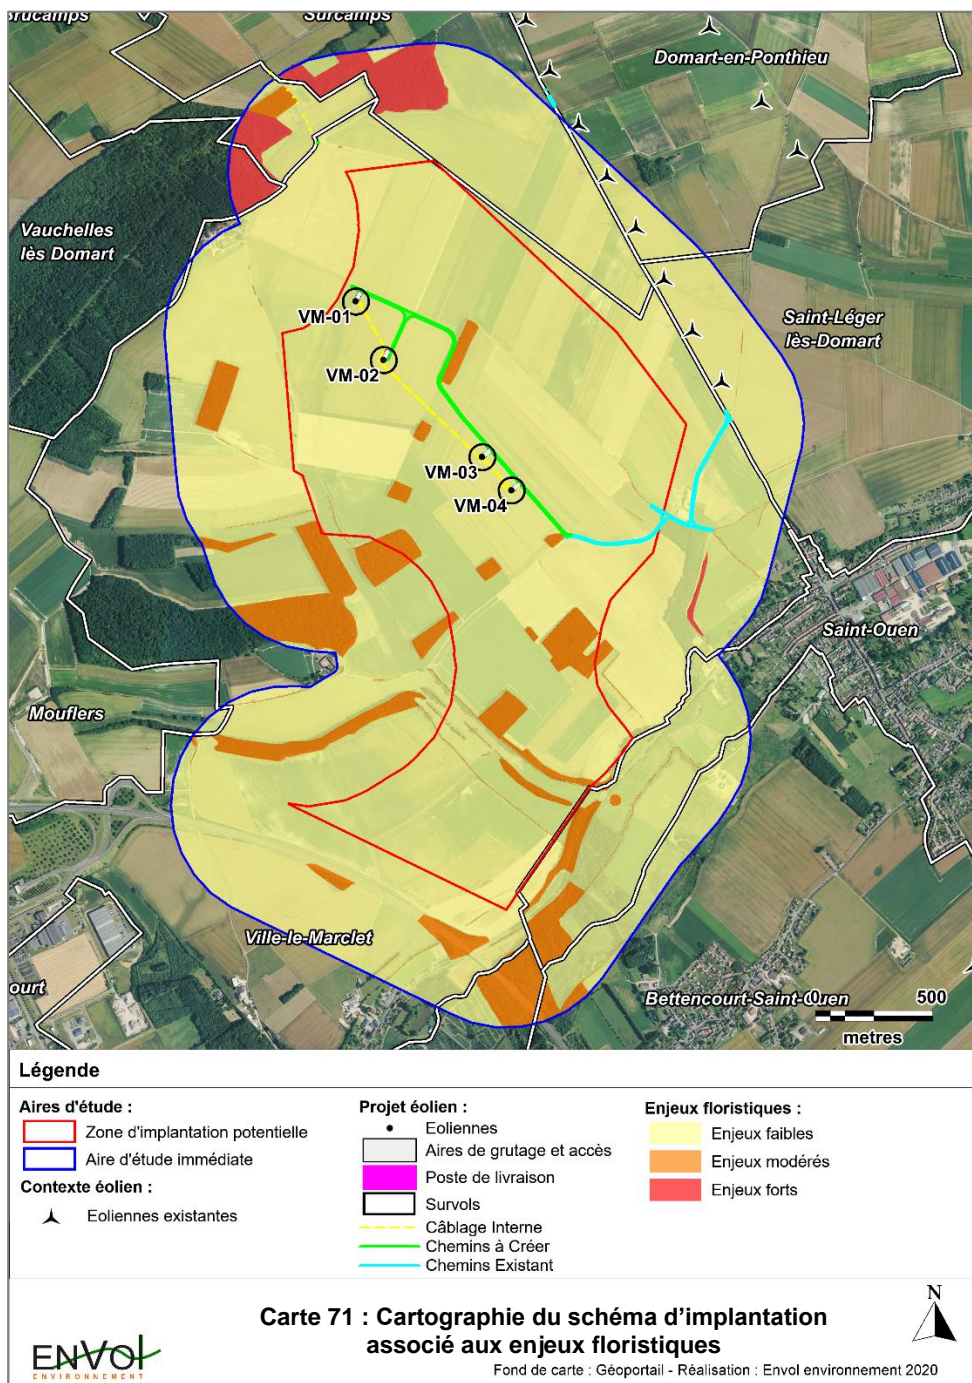 Brucamps
Surcamps
Domart-en-Ponthieu
Vauchelles
lès Domart
VM-01
Saint-Léger
lès-Domart
VM-02
VM-03
VM-04
Saint-Ouen
Mouflers
Ville-le-Marclet
ourt
Bettencourt-Saint-Ouen
0 500
metres
Légende
Aires d'étude :
Zone d'implantation potentielle
Aire d'étude immédiate
Contexte éolien :
Eoliennes existantes
Projet éolien :
Eoliennes
Aires de grutage et accès
Poste de livraison
Survols
Câblage Interne
Chemins à Créer
Chemins Existant
Enjeux floristiques :
Enjeux faibles
Enjeux modérés
Enjeux forts
N
Carte 71 : Cartographie du schéma d'implantation
associé aux enjeux floristiques
Fond de carte : Géoportail - Réalisation : Envol environnement 2020
ENVOl
ENVIRONNEMENT